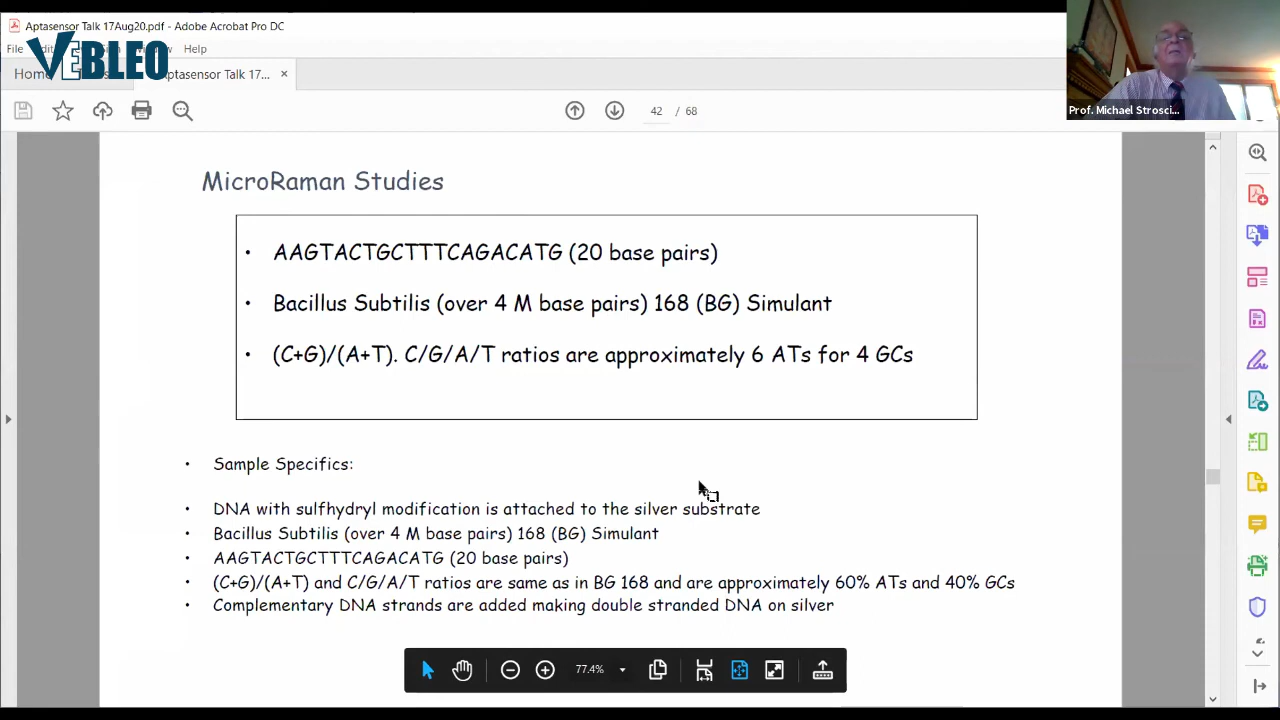 Aptasensor Talk 17Aug20.pdf - Adobe Acrobat Pro DC
File Help
VEBLEO
Home Aptasensor Talk 17... ×
42 / 68
Prof. Michael Strosci...
MicroRaman Studies
• AAGTACTGCTTTCAGACATG (20 base pairs)
• Bacillus Subtilis (over 4 M base pairs) 168 (BG) Simulant
• (C+G)/(A+T). C/G/A/T ratios are approximately 6 ATs for 4 GCs
• Sample Specifics:
• DNA with sulfhydryl modification is attached to the silver substrate
• Bacillus Subtilis (over 4 M base pairs) 168 (BG) Simulant
• AAGTACTGCTTTCAGACATG (20 base pairs)
• (C+G)/(A+T) and C/G/A/T ratios are same as in BG 168 and are approximately 60% ATs and 40% GCs
• Complementary DNA strands are added making double stranded DNA on silver
77.4%